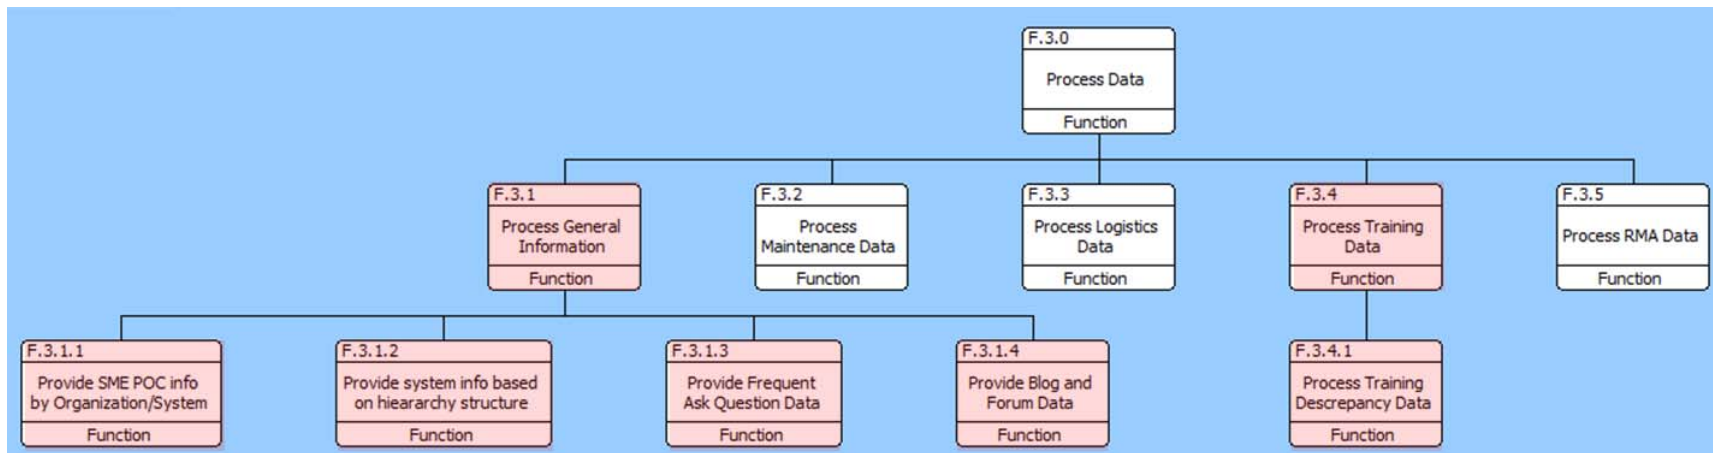 F.3.0
Process Data
Function
F.3.1
Process General
Information
Function
F.3.2
Process
Maintenance Data
Function
F.3.3
Process Logistics
Data
Function
F.3.4
Process Training
Data
Function
F.3.5
Process RMA Data
Function
F.3.1.1
Provide SME POC info
by Organization/System
Function
F.3.1.2
Provide system info based
on hieararchy structure
Function
F.3.1.3
Provide Frequent
Ask Question Data
Function
F.3.1.4
Provide Blog and
Forum Data
Function
F.3.4.1
Process Training
Descrepancy Data
Function